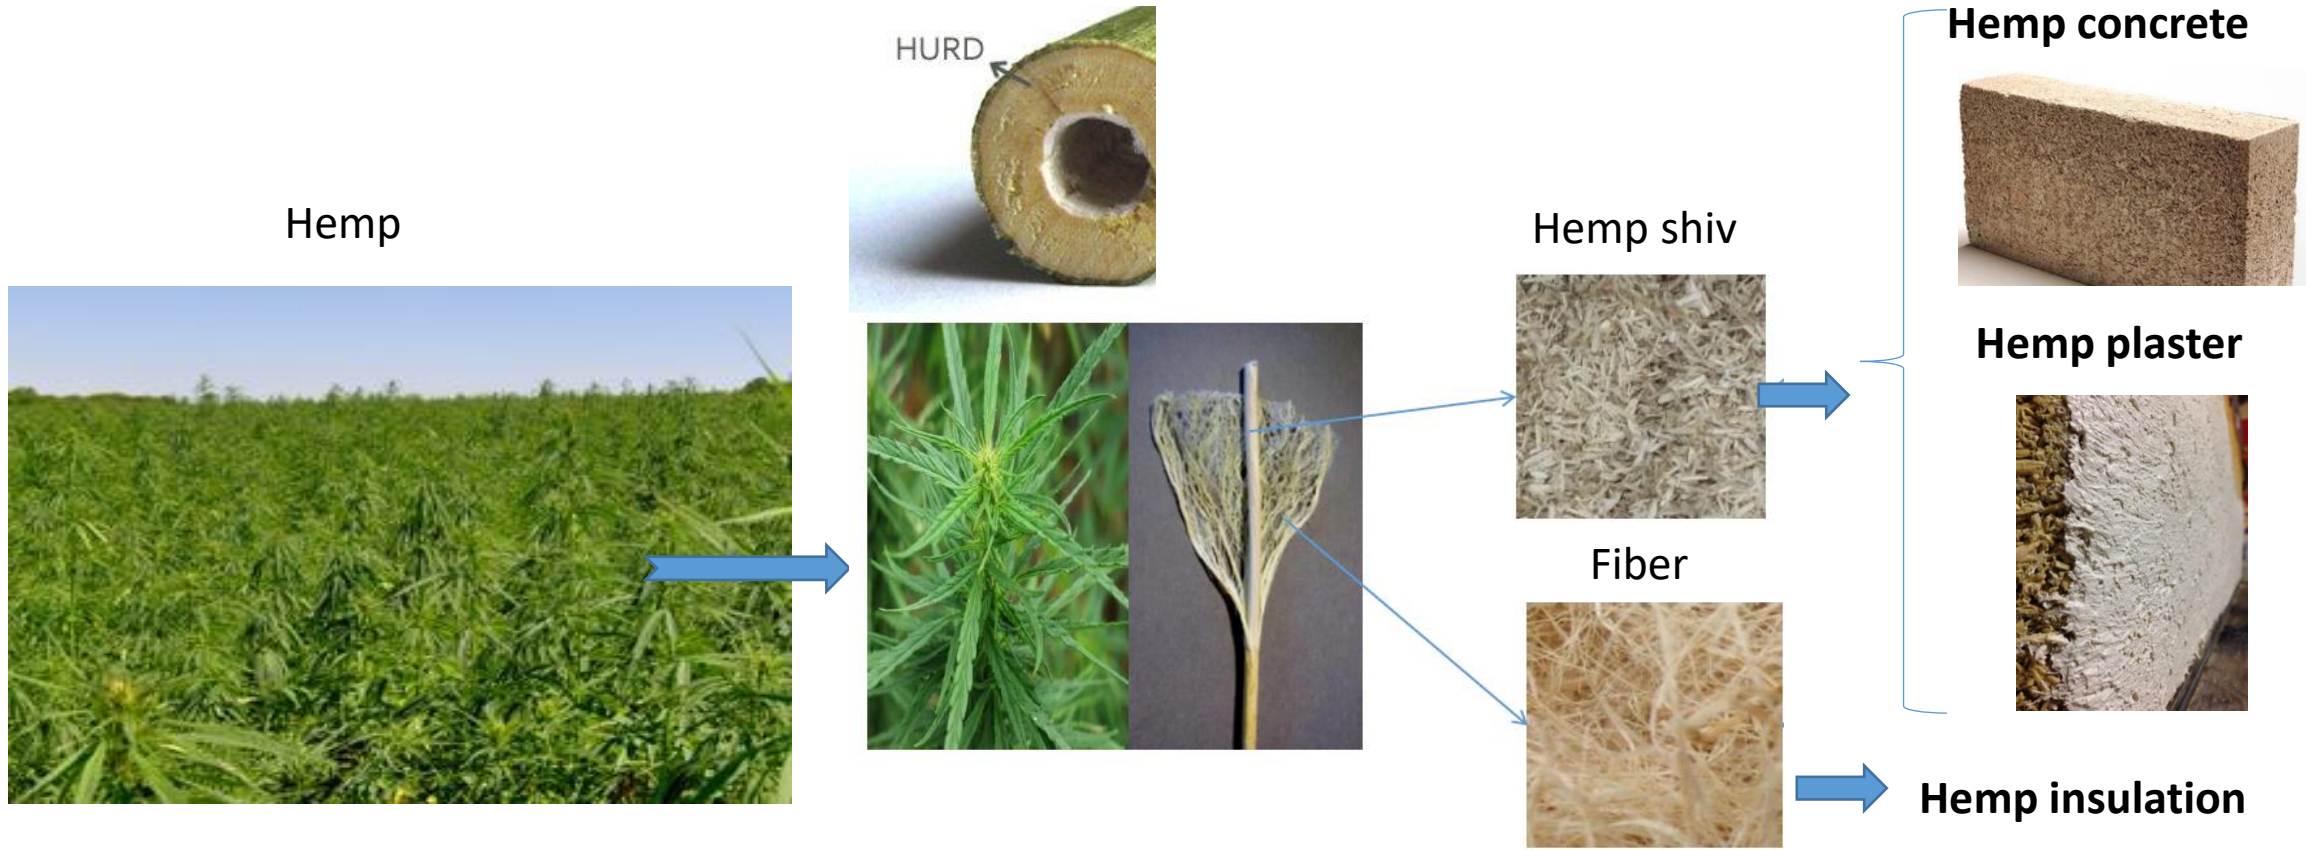 Hemp
HURD
Hemp shiv
Fiber
Hemp concrete
Hemp plaster
Hemp insulation